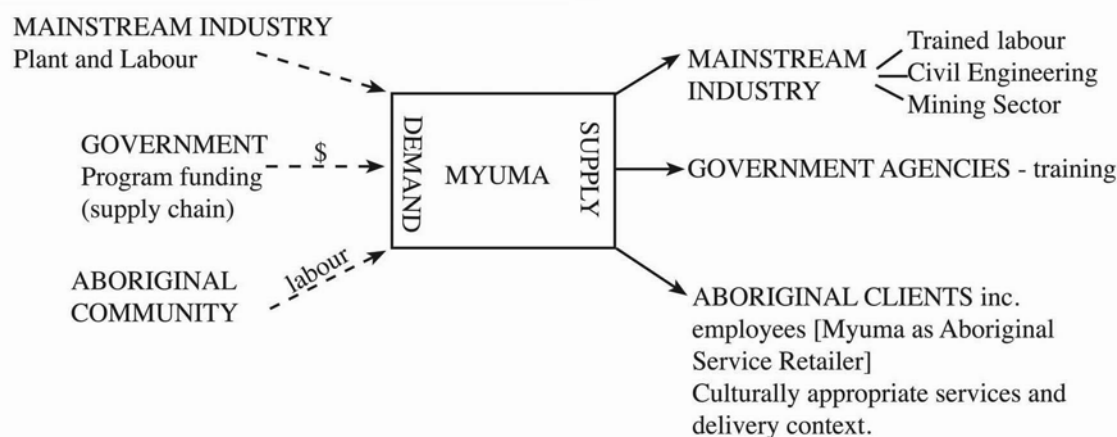 MAINSTREAM INDUSTRY
Plant and Labour
GOVERNMENT
Program funding
(supply chain)
$
ABORIGINAL
COMMUNITY
labour
DEMAND
MYUMA
SUPPLY
MAINSTREAM
INDUSTRY
Trained labour
Civil Engineering
Mining Sector
GOVERNMENT AGENCIES - training
ABORIGINAL CLIENTS inc.
employees [Myuma as Aboriginal
Service Retailer]
Culturally appropriate services and
delivery context.